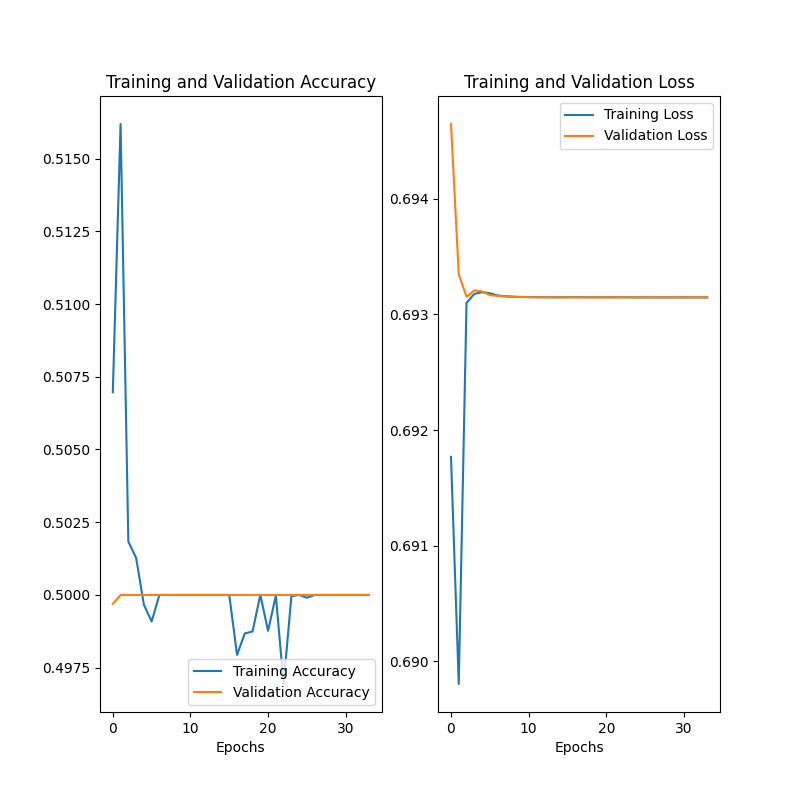 Training and Validation Accuracy
0.5150
0.5125
0.5100
0.5075
0.5050
0.5025
0.5000
0.4975
Training Accuracy
Validation Accuracy
0 10 20 30
Epochs
Training and Validation Loss
Training Loss
Validation Loss
0.694
0.693
0.692
0.691
0.690
0 10 20 30
Epochs